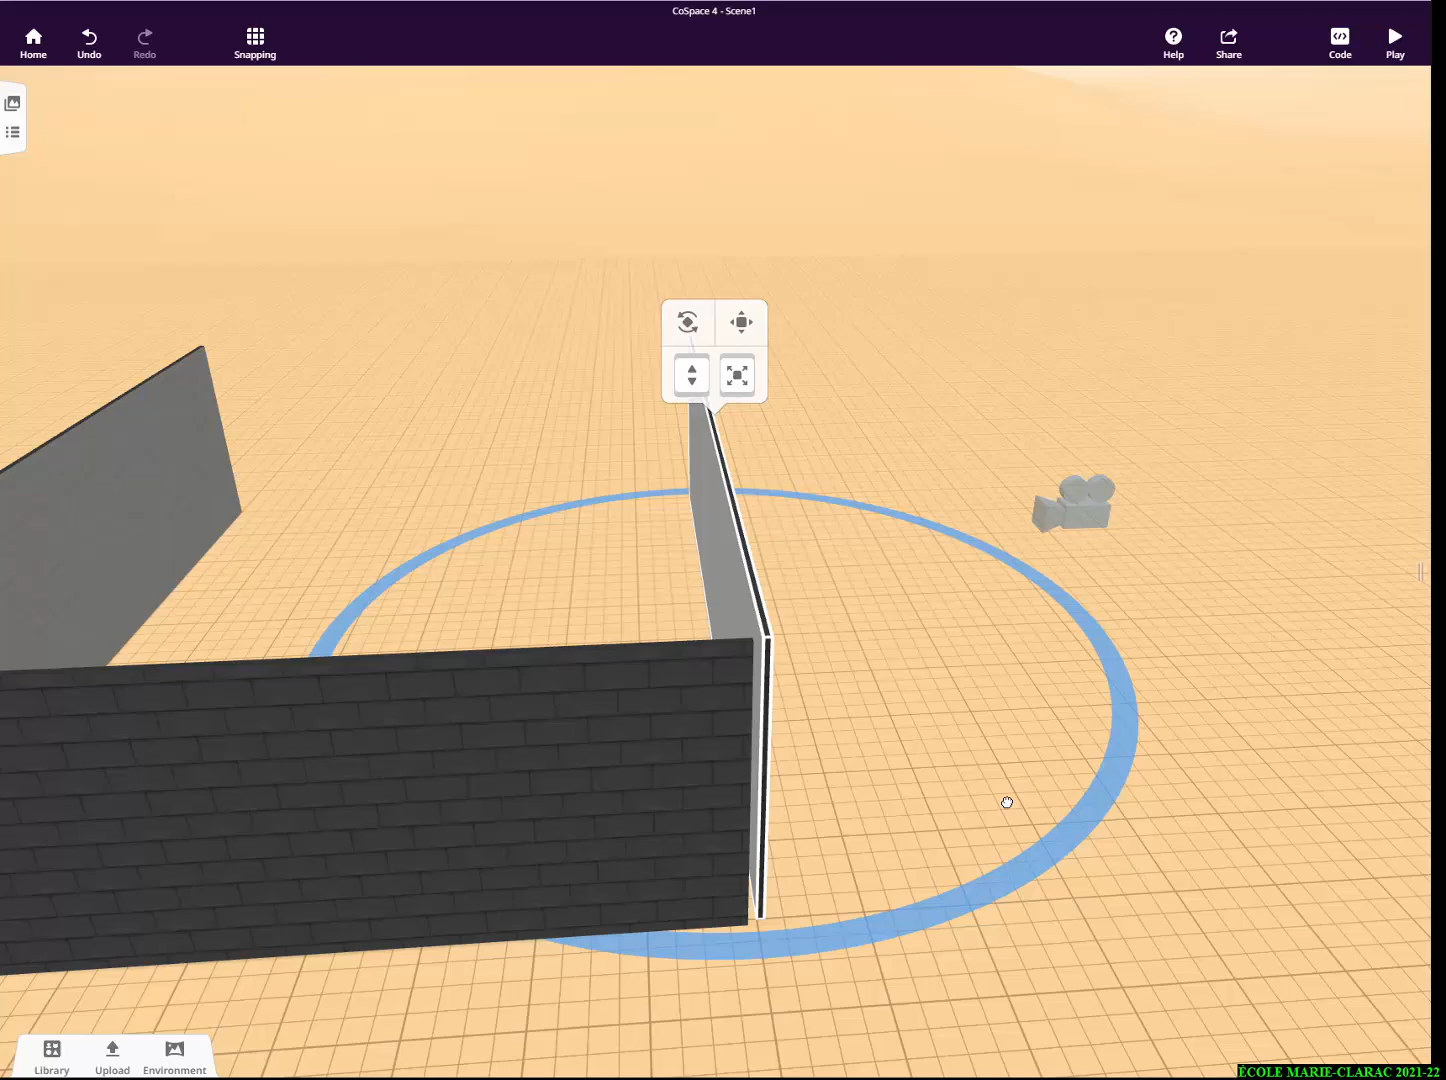 CoSpace 4 - Scene1
Home Undo Redo Snapping Help Share Code Play
Library Upload Environment
ÉCOLE MARIE-CLARAC 2021-22